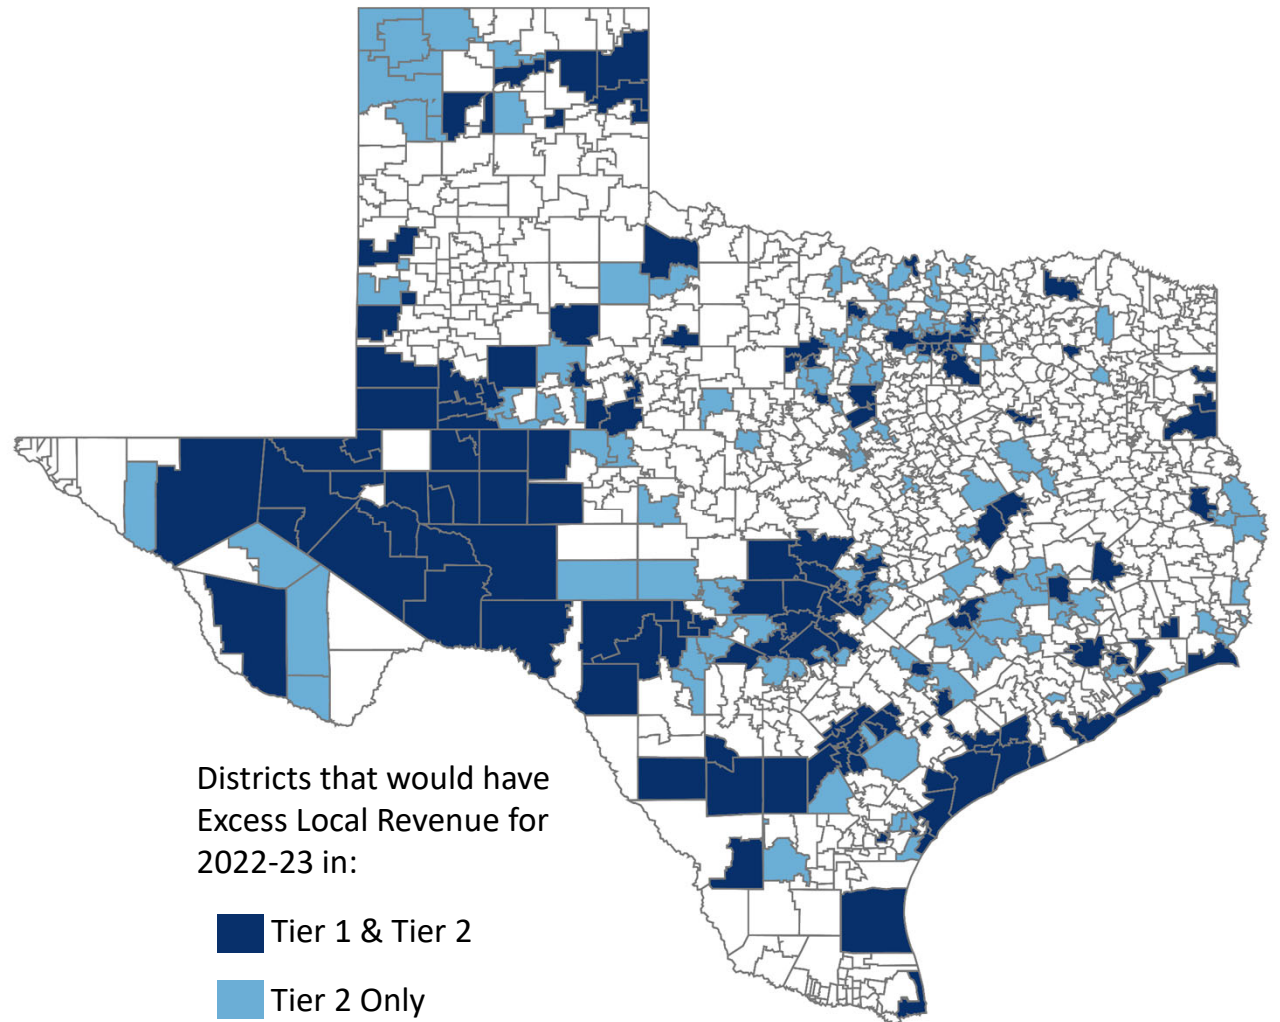 Districts that would have
Excess Local Revenue for
2022-23 in:
Tier 1 & Tier 2
Tier 2 Only